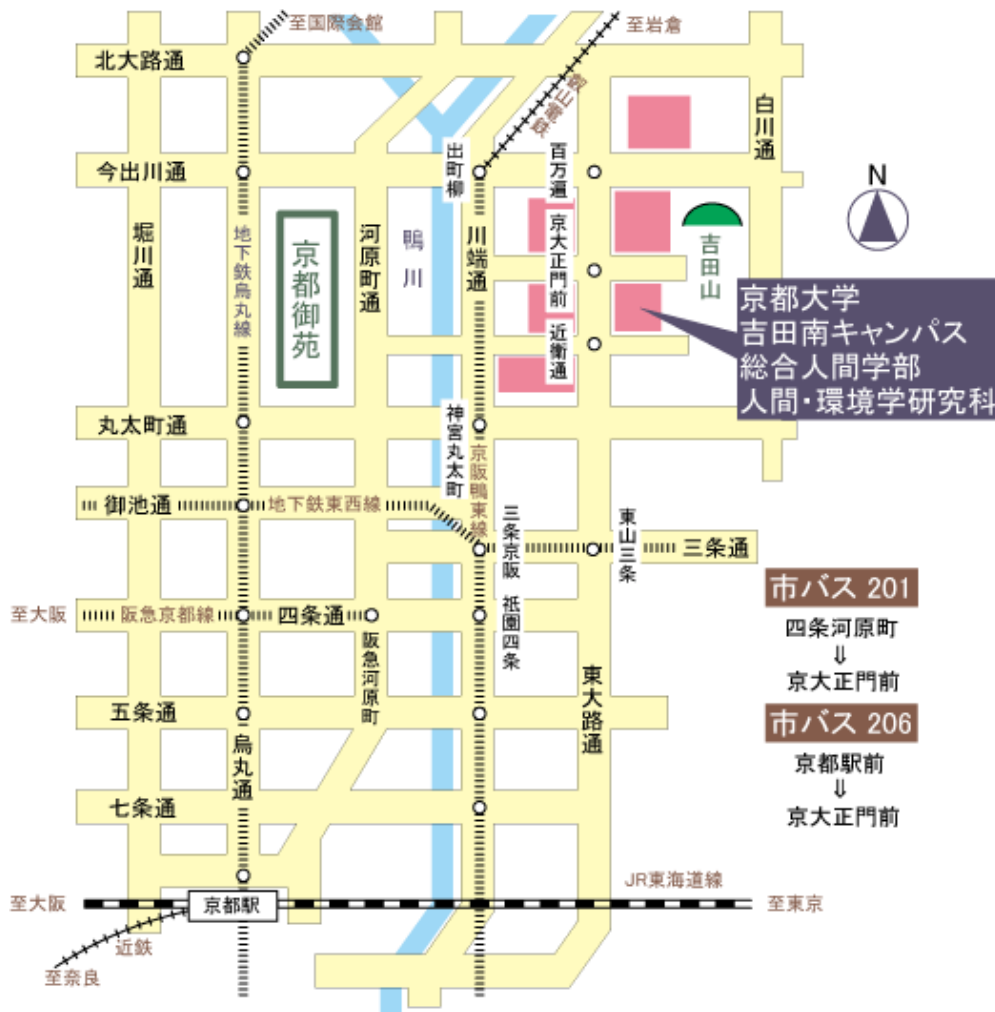 至国際会館
至岩倉
北大路通
叡山電鉄
白川通
今出川通
出町柳
百万遍
N
堀川通
地下鉄烏丸線
京都御苑
河原町通
鴨川
川端通
京大正門前
吉田山
近衛通
京都大学
吉田南キャンパス
総合人間学部
人間・環境学研究科
丸太町通
神宮丸太町
京阪鴨東線
御池通
地下鉄東西線
三条京阪
東山三条
三条通
至大阪
阪急京都線
四条通
阪急河原町
祇園四条
市バス 201
四条河原町
⇓
京大正門前
五条通
烏丸通
東大路通
市バス 206
京都駅前
⇓
京大正門前
七条通
JR東海道線
至大阪
京都駅
至東京
近鉄
至奈良